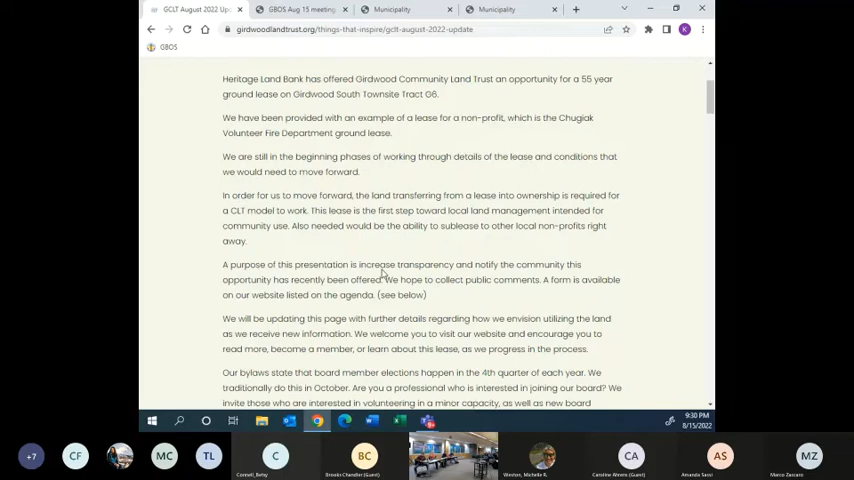 GCLT August 2022 Upd
GBOS Aug 15 meeting
Municipality
Municipality
girdwoodlandtrust.org/things-that-inspire/gclt-august-2022-update
K
GBOS
Heritage Land Bank has offered Girdwood Community Land Trust an opportunity for a 55 year
ground lease on Girdwood South Townsite Tract G6.
We have been provided with an example of a lease for a non-profit, which is the Chugiak
Volunteer Fire Department ground lease.
We are still in the beginning phases of working through details of the lease and conditions that
we would need to move forward.
In order for us to move forward, the land transferring from a lease into ownership is required for
a CLT model to work. This lease is the first step toward local land management intended for
community use. Also needed would be the ability to sublease to other local non-profits right
away.
A purpose of this presentation is increase transparency and notify the community this
opportunity has recently been offered. We hope to collect public comments. A form is available
on our website listed on the agenda. (see below)
We will be updating this page with further details regarding how we envision utilizing the land
as we receive new information. We welcome you to visit our website and encourage you to
read more, become a member, or learn about this lease, as we progress in the process.
Our bylaws state that board member elections happen in the 4th quarter of each year. We
traditionally do this in October. Are you a professional who is interested in joining our board? We
invite those who are interested in volunteering in a minor capacity, as well as new board
9:30 PM
8/15/2022
+7
CF
MC
TL
C
BC
CA
AS
MZ
Connell_Betsy
Brooks Chandler (Guest)
Weston, Michelle R.
Caroline Ahrens (Guest)
Amanda Sassi
Marco Zaccaro